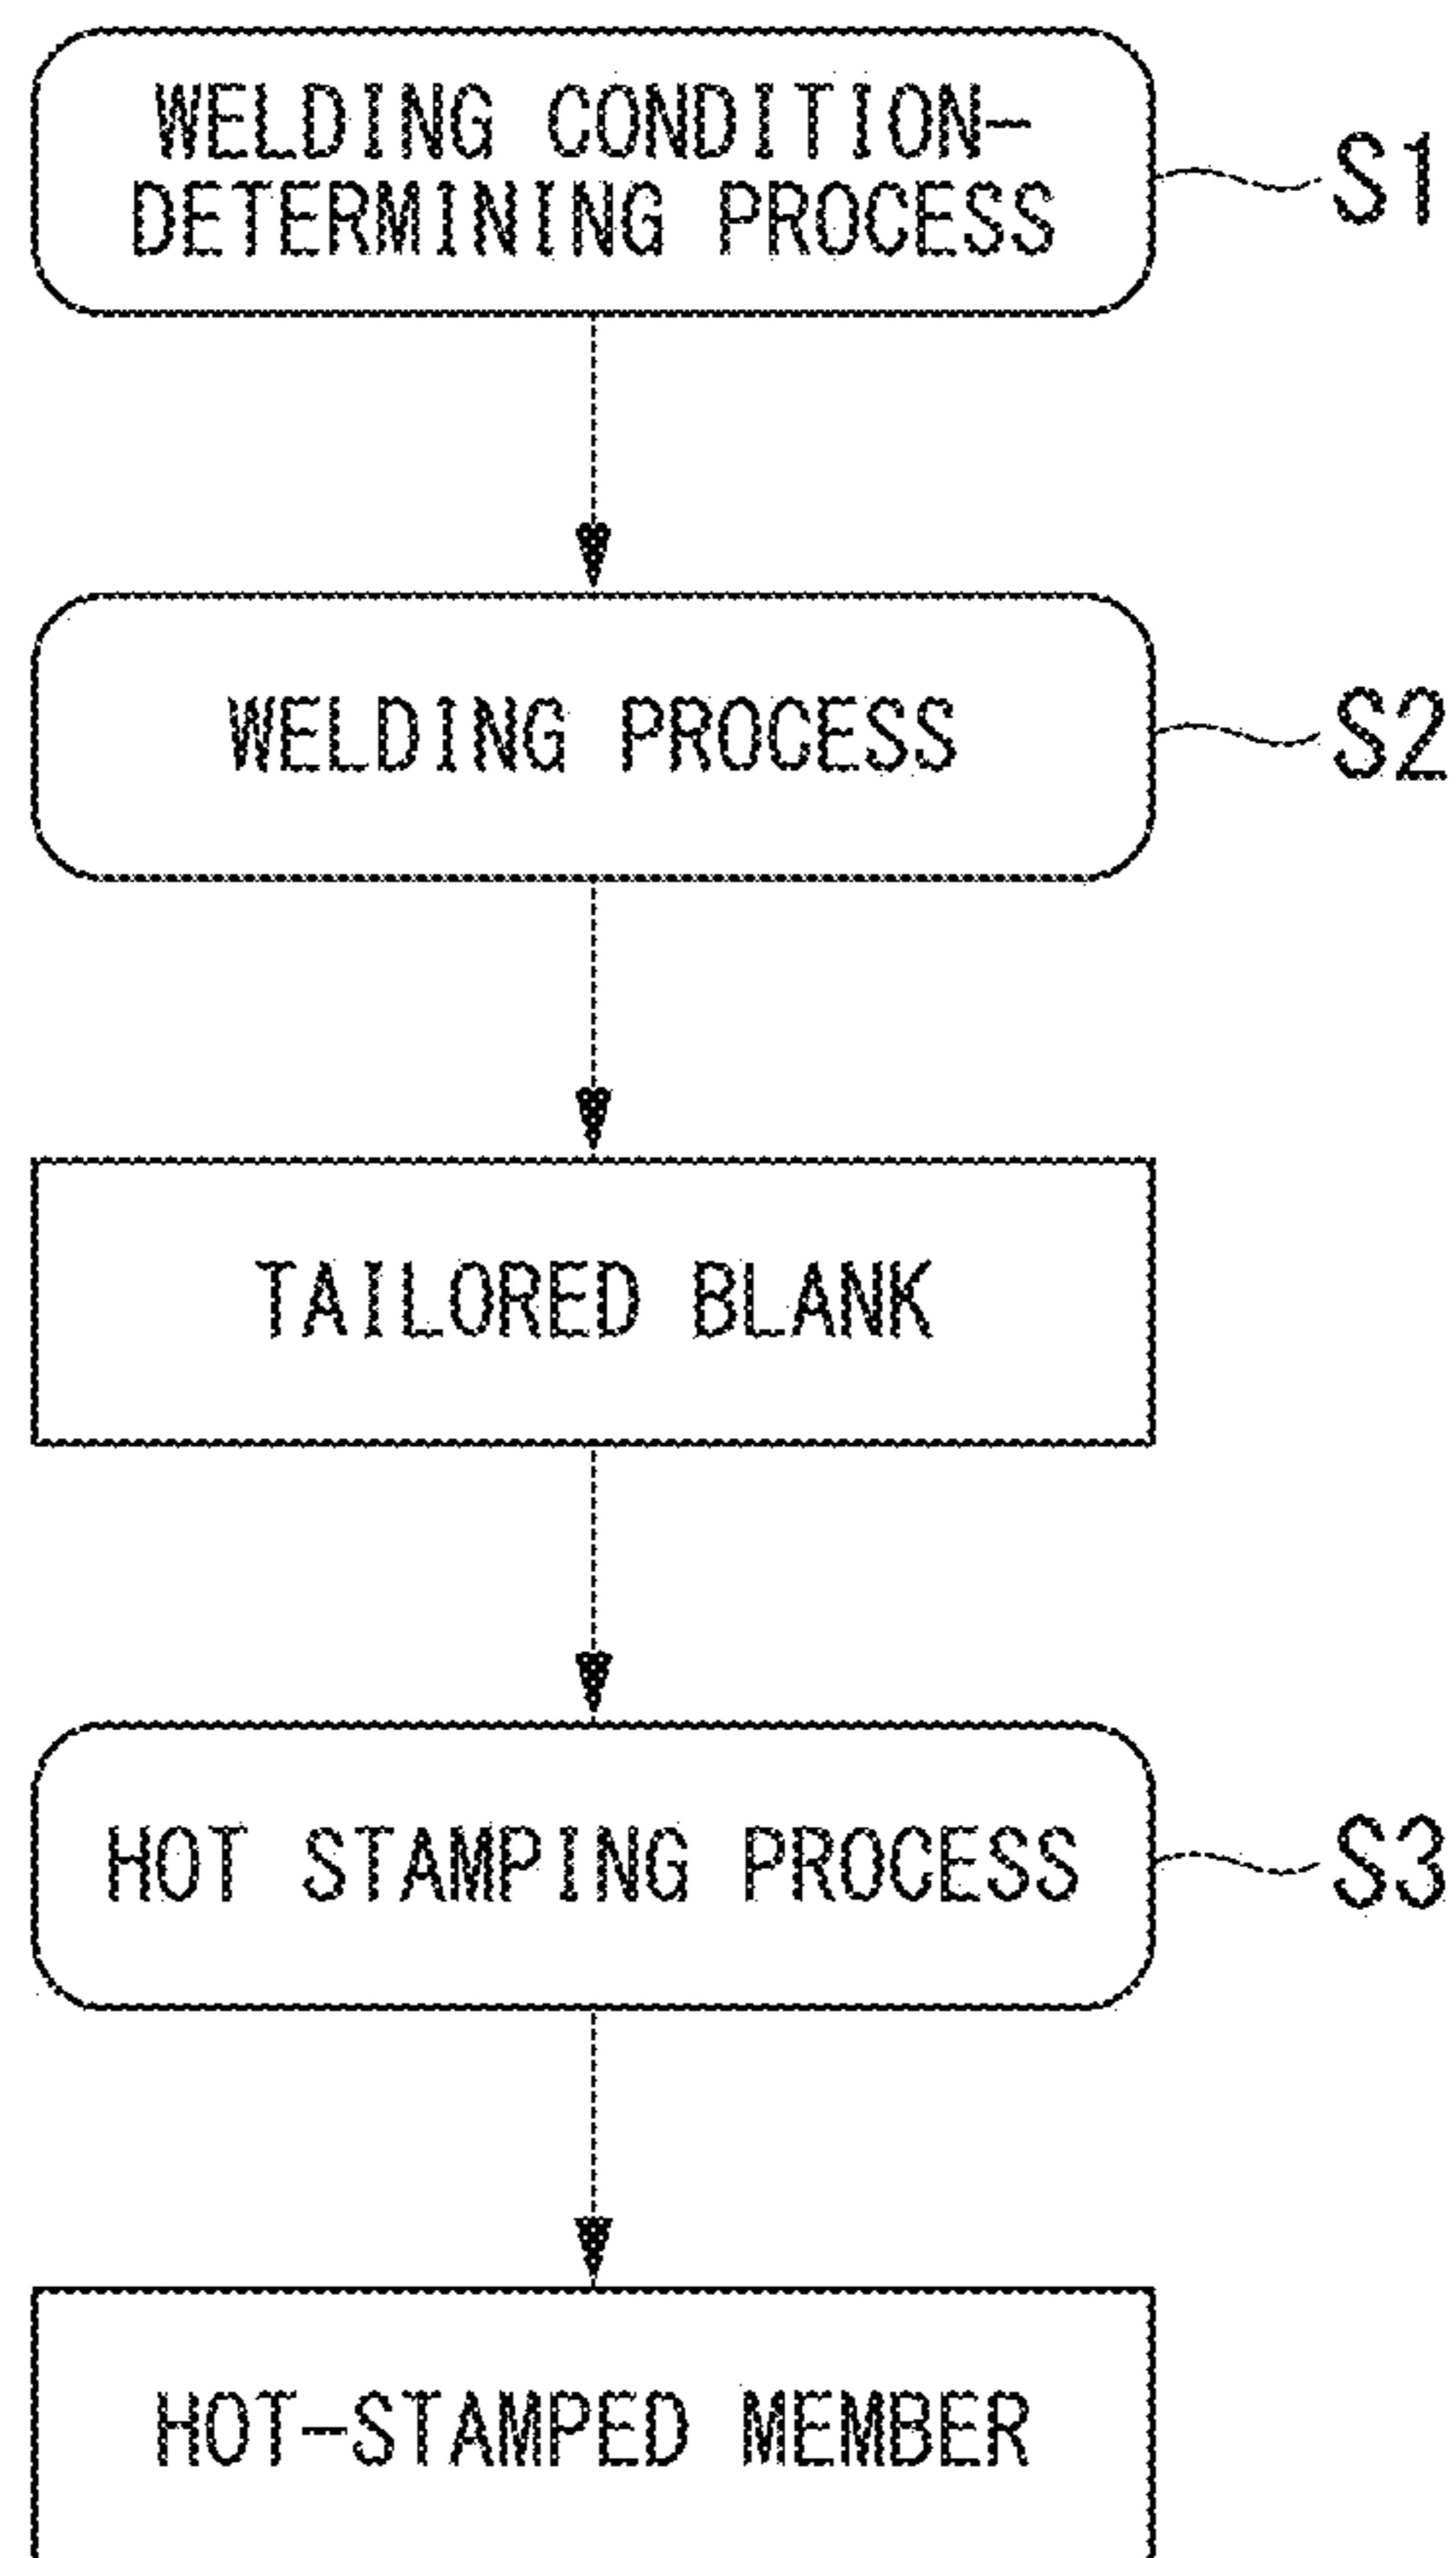 WELDING CONDITION-
DETERMINING PROCESS
S1
WELDING PROCESS
S2
TAILORED BLANK
HOT STAMPING PROCESS
S3
HOT-STAMPED MEMBER